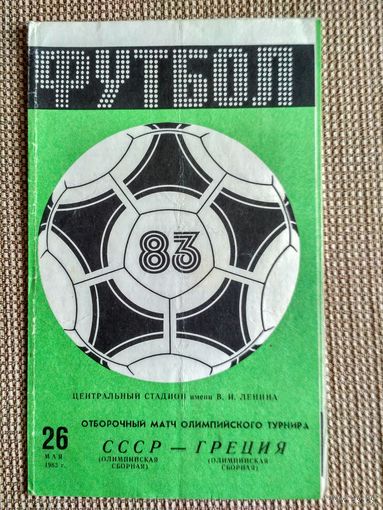 ФУТБОЛ
83
ЦЕНТРАЛЬНЫЙ СТАДИОН имени В. И. ЛЕНИНА
ОТБОРОЧНЫЙ МАТЧ ОЛИМПИЙСКОГО ТУРНИРА
26
МАЯ
1983 г.
СССР — ГРЕЦИЯ
(ОЛИМПИЙСКАЯ СБОРНАЯ)
(ОЛИМПИЙСКАЯ СБОРНАЯ)